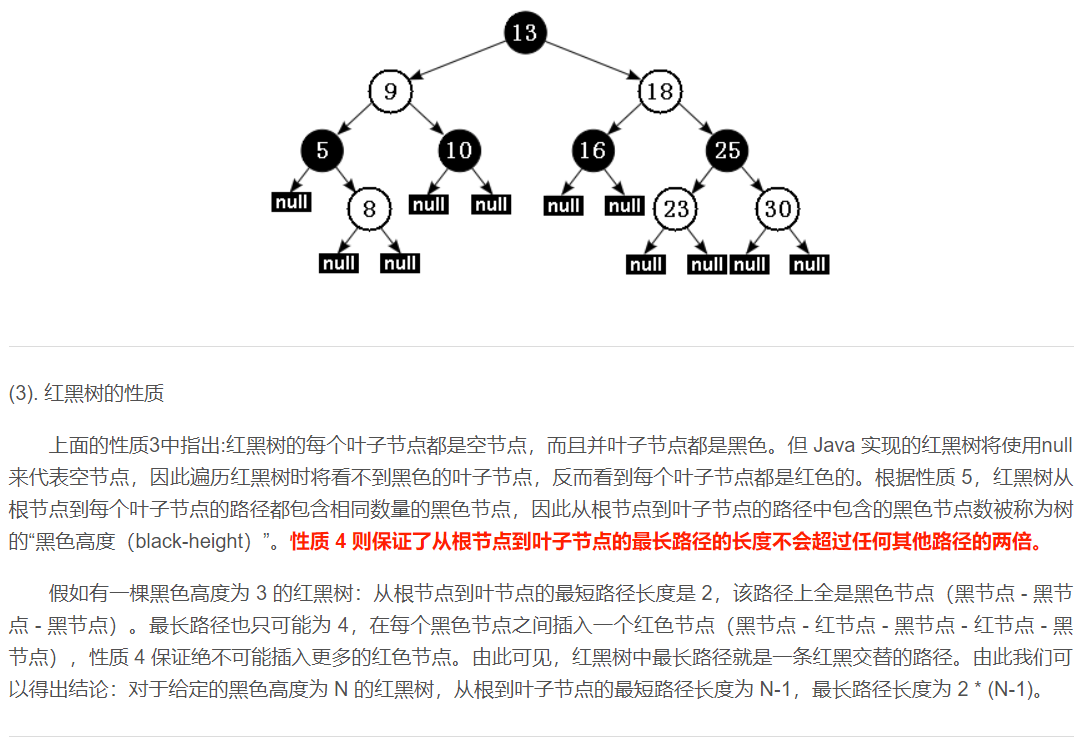 13
9 18
5 10 16 25
null 8 null null null null 23 30
null null null null null null
(3). 红黑树的性质
上面的性质3中指出:红黑树的每个叶子节点都是空节点，而且并叶子节点都是黑色。但 Java 实现的红黑树将使用null
来代表空节点，因此遍历红黑树时将看不到黑色的叶子节点，反而看到每个叶子节点都是红色的。根据性质 5，红黑树从
根节点到每个叶子节点的路径都包含相同数量的黑色节点，因此从根节点到叶子节点的路径中包含的黑色节点数被称为树
的“黑色高度（black-height）”。性质 4 则保证了从根节点到叶子节点的最长路径的长度不会超过任何其他路径的两倍。
假如有一棵黑色高度为 3 的红黑树：从根节点到叶节点的最短路径长度是 2，该路径上全是黑色节点（黑节点 - 黑节
点 - 黑节点）。最长路径也只可能为 4，在每个黑色节点之间插入一个红色节点（黑节点 - 红节点 - 黑节点 - 红节点 - 黑
节点），性质 4 保证绝不可能插入更多的红色节点。由此可见，红黑树中最长路径就是一条红黑交替的路径。由此我们可
以得出结论：对于给定的黑色高度为 N 的红黑树，从根到叶子节点的最短路径长度为 N-1，最长路径长度为 2 * (N-1)。